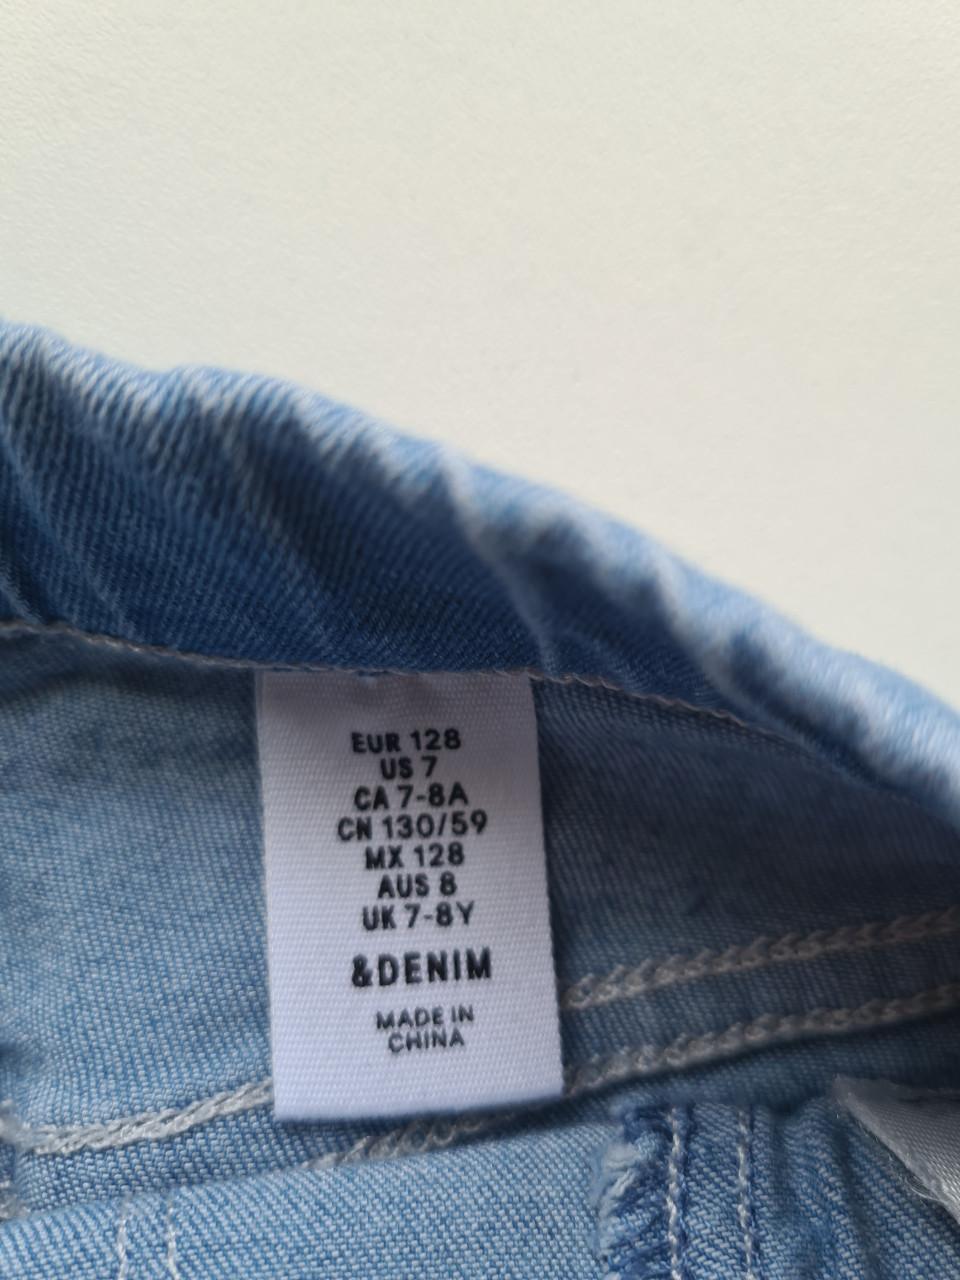 EUR 128
US 7
CA 7-8A
CN 130/59
MX 128
AUS 8
UK 7-8Y
&DENIM
MADE IN
CHINA